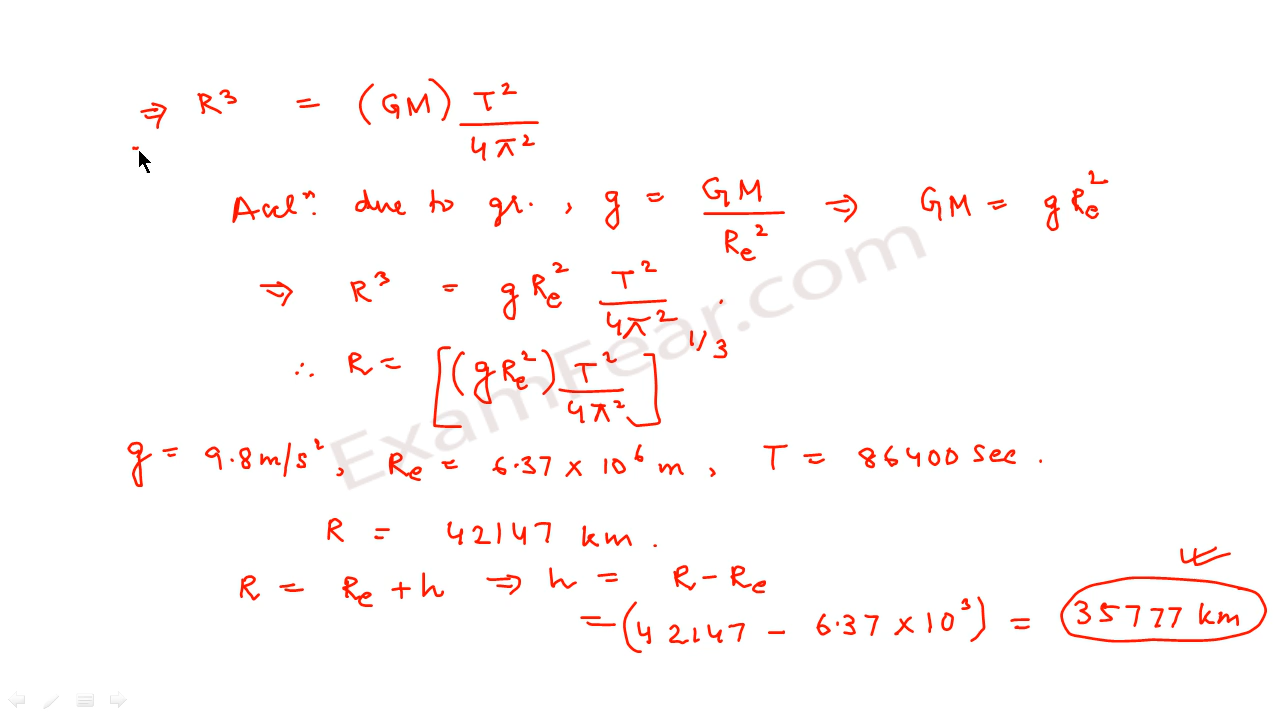 ⇒ R³ = (GM) T²/4π²
Accl^n. due to gr. , g = GM/Re² ⇒ GM = gRe²
⇒ R³ = gRe² T²/4π² .
∴ R = [(gRe²) T²/4π²]^1/3
g = 9.8m/s², Re = 6.37 × 10⁶ m, T = 86400 sec .
R = 42147 km .
R = Re + h ⇒ h = R - Re
= (42147 - 6.37 × 10³) = 35777 km
ExamFear.com